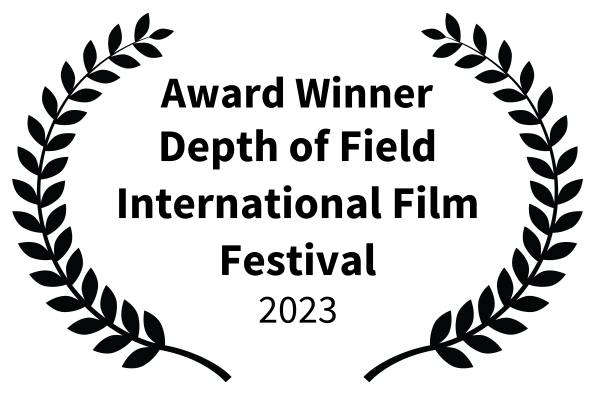 Award Winner
Depth of Field
International Film
Festival
2023